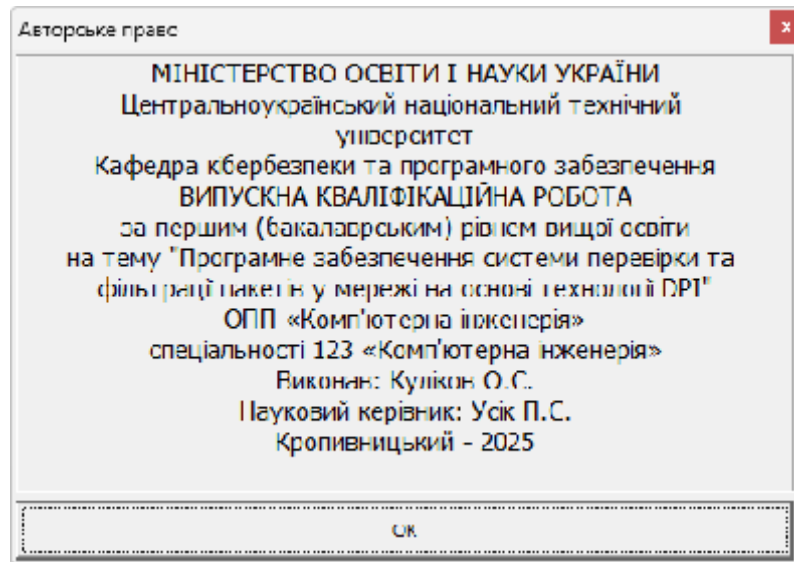 Авторське право
МІНІСТЕРСТВО ОСВІТИ І НАУКИ УКРАЇНИ
Центральноукраїнський національний технічний
університет
Кафедра кібербезпеки та програмного забезпечення
ВИПУСКНА КВАЛІФІКАЦІЙНА РОБОТА
за першим (бакалаврським) рівнем вищої освіти
на тему "Програмне забезпечення системи перевірки та
фільтрації пакетів у мережі на основі технології DPI"
ОПП «Комп'ютерна інженерія»
спеціальності 123 «Комп'ютерна інженерія»
Виконав: Куліков О.С.
Науковий керівник: Усік П.С.
Кропивницький - 2025
ОК